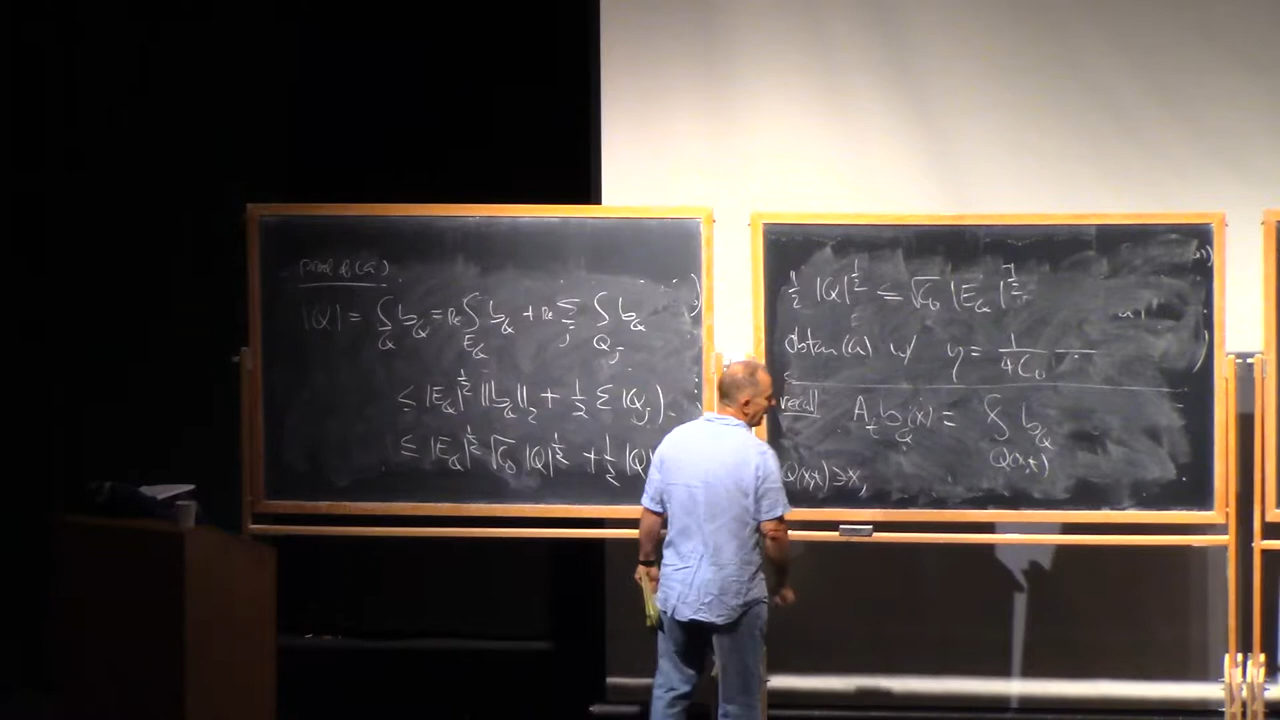 proof of (a)
|Q| = ∫_Q b_Q = Re ∫_{E_Q} b_Q + Re Σ_j ∫_{Q_j} b_Q
≤ |E_Q|^{1/2} ||b_Q||_2 + 1/2 Σ |Q_j|
≤ |E_Q|^{1/2} √C_0 |Q|^{1/2} + 1/2 |Q|
1/2 |Q|^{1/2} ≤ √C_0 |E_Q|^{1/2}
obtain (a) w/ η = 1/(4C_0)
recall A_t b_Q(x) = ⨍_{Q(x,t)} b_Q
Q(x,t) ∋ x,